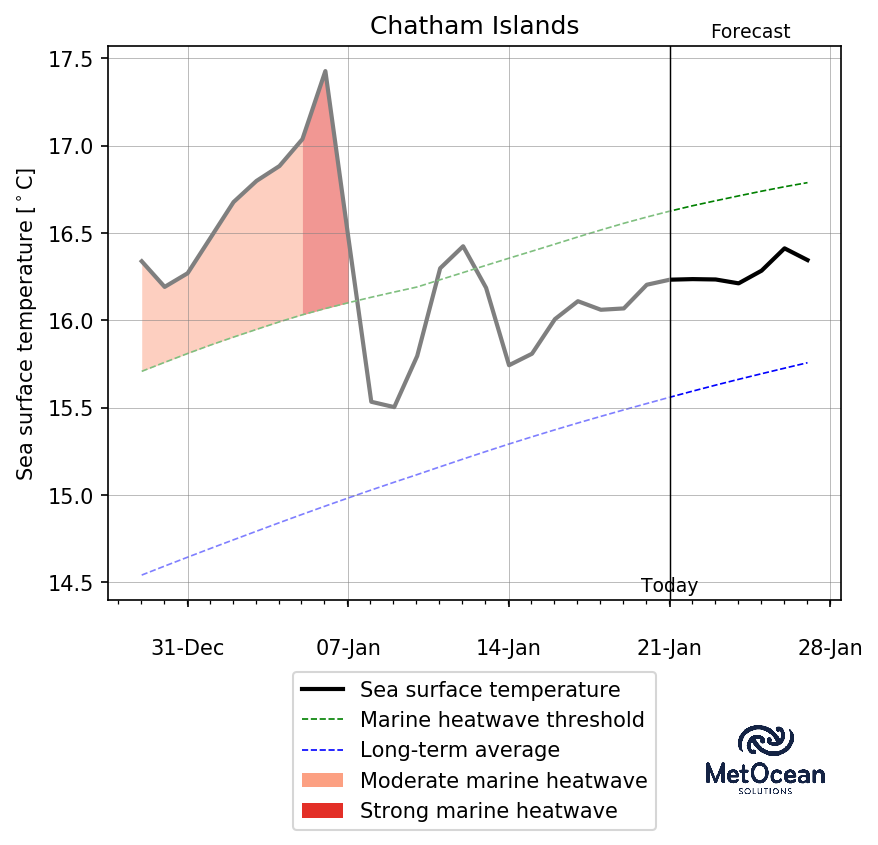 Chatham Islands
Forecast
Sea surface temperature [°C]
17.5
17.0
16.5
16.0
15.5
15.0
14.5
Today
31-Dec
07-Jan
14-Jan
21-Jan
28-Jan
Sea surface temperature
Marine heatwave threshold
Long-term average
Moderate marine heatwave
Strong marine heatwave
MetOcean
SOLUTIONS